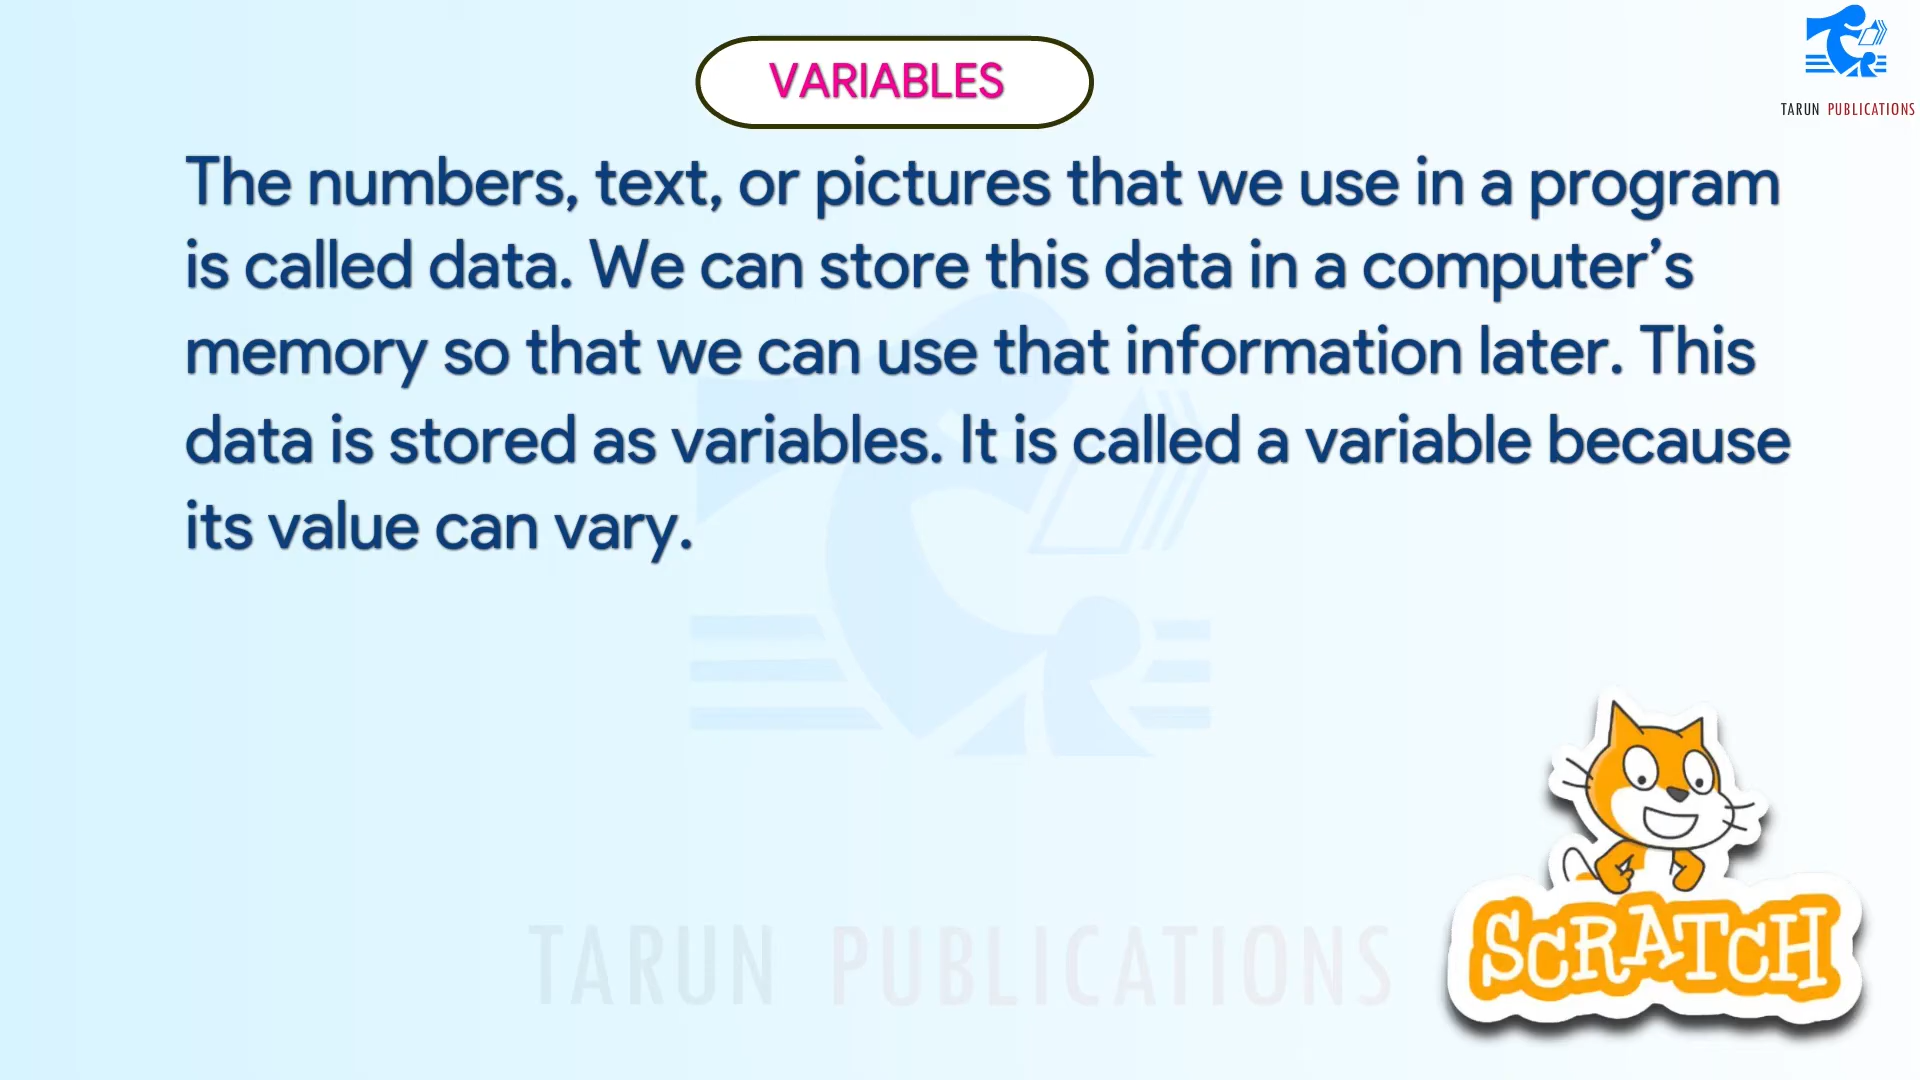 VARIABLES
TARUN PUBLICATIONS
The numbers, text, or pictures that we use in a program
is called data. We can store this data in a computer’s
memory so that we can use that information later. This
data is stored as variables. It is called a variable because
its value can vary.
SCRATCH
TARUN PUBLICATIONS